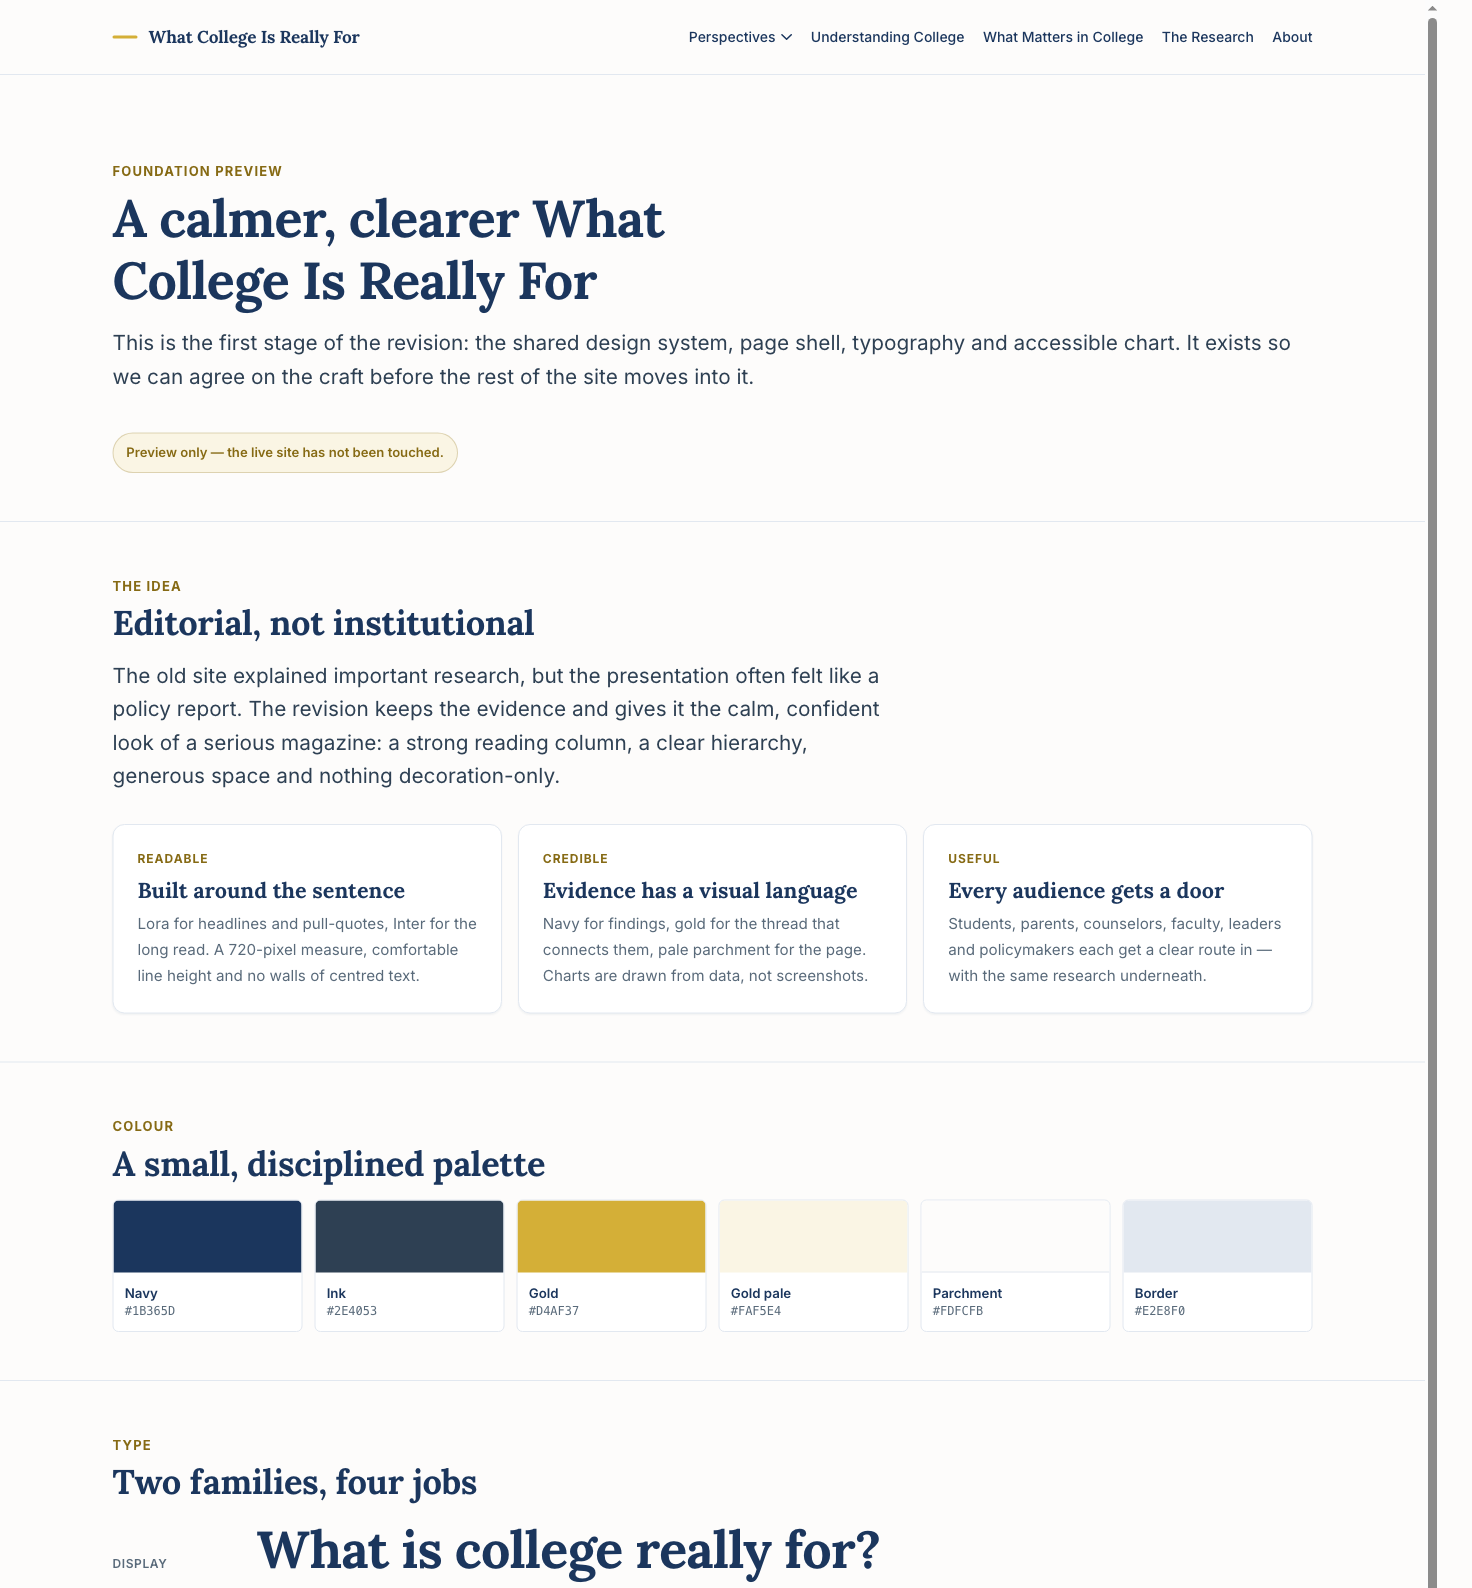 What College Is Really For
Perspectives Understanding College What Matters in College The Research About
FOUNDATION PREVIEW
A calmer, clearer What
College Is Really For
This is the first stage of the revision: the shared design system, page shell, typography and accessible chart. It exists so
we can agree on the craft before the rest of the site moves into it.
Preview only — the live site has not been touched.
THE IDEA
Editorial, not institutional
The old site explained important research, but the presentation often felt like a
policy report. The revision keeps the evidence and gives it the calm, confident
look of a serious magazine: a strong reading column, a clear hierarchy,
generous space and nothing decoration-only.
READABLE
Built around the sentence
Lora for headlines and pull-quotes, Inter for the
long read. A 720-pixel measure, comfortable
line height and no walls of centred text.
CREDIBLE
Evidence has a visual language
Navy for findings, gold for the thread that
connects them, pale parchment for the page.
Charts are drawn from data, not screenshots.
USEFUL
Every audience gets a door
Students, parents, counselors, faculty, leaders
and policymakers each get a clear route in —
with the same research underneath.
COLOUR
A small, disciplined palette
Navy
#1B365D
Ink
#2E4053
Gold
#D4AF37
Gold pale
#FAF5E4
Parchment
#FDFCFB
Border
#E2E8F0
TYPE
Two families, four jobs
DISPLAY
What is college really for?